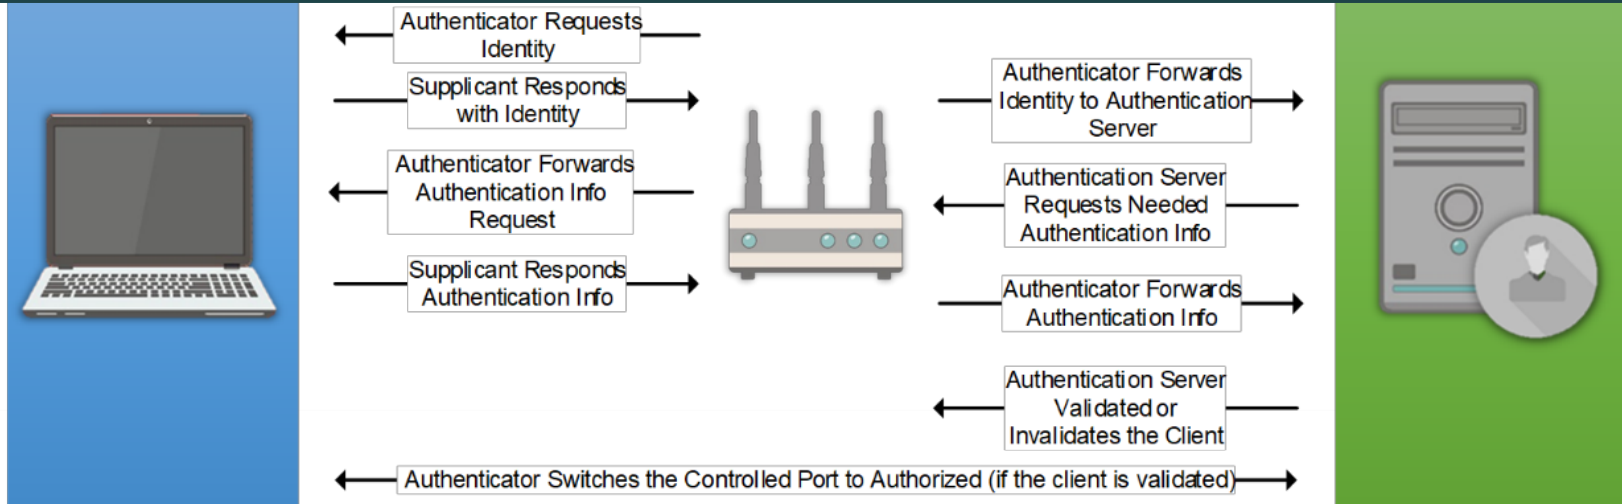 Authenticator Requests
Identity
Supplicant Responds
with Identity
Authenticator Forwards
Identity to Authentication
Server
Authentication Server
Requests Needed
Authentication Info
Authenticator Forwards
Authentication Info
Request
Supplicant Responds
Authentication Info
Authenticator Forwards
Authentication Info
Authentication Server
Validated or
Invalidates the Client
Authenticator Switches the Controlled Port to Authorized (if the client is validated)